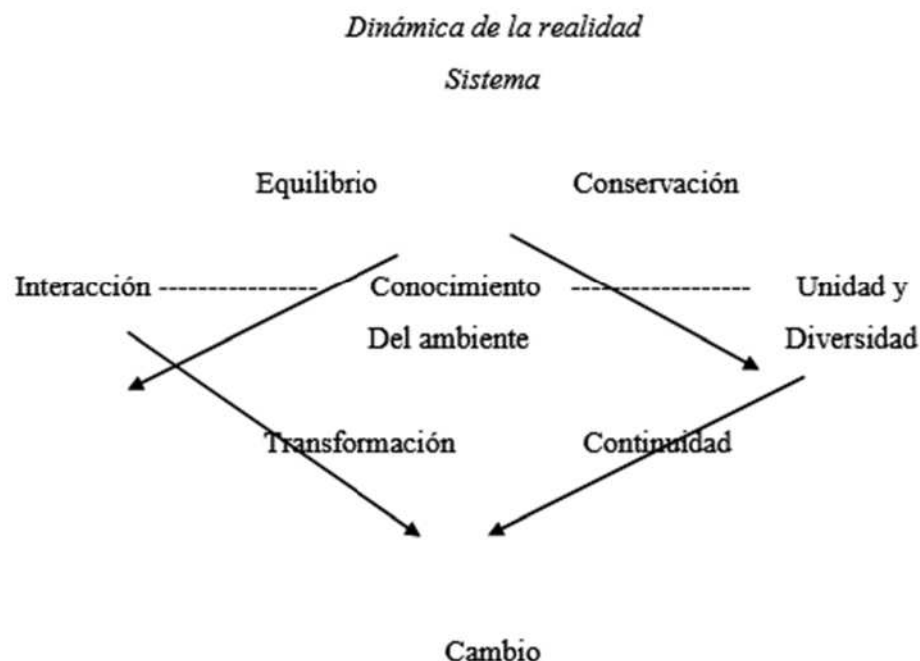 Dinámica de la realidad
Sistema
Equilibrio Conservación
Interacción Conocimiento Unidad y
Del ambiente Diversidad
Transformación Continuidad
Cambio